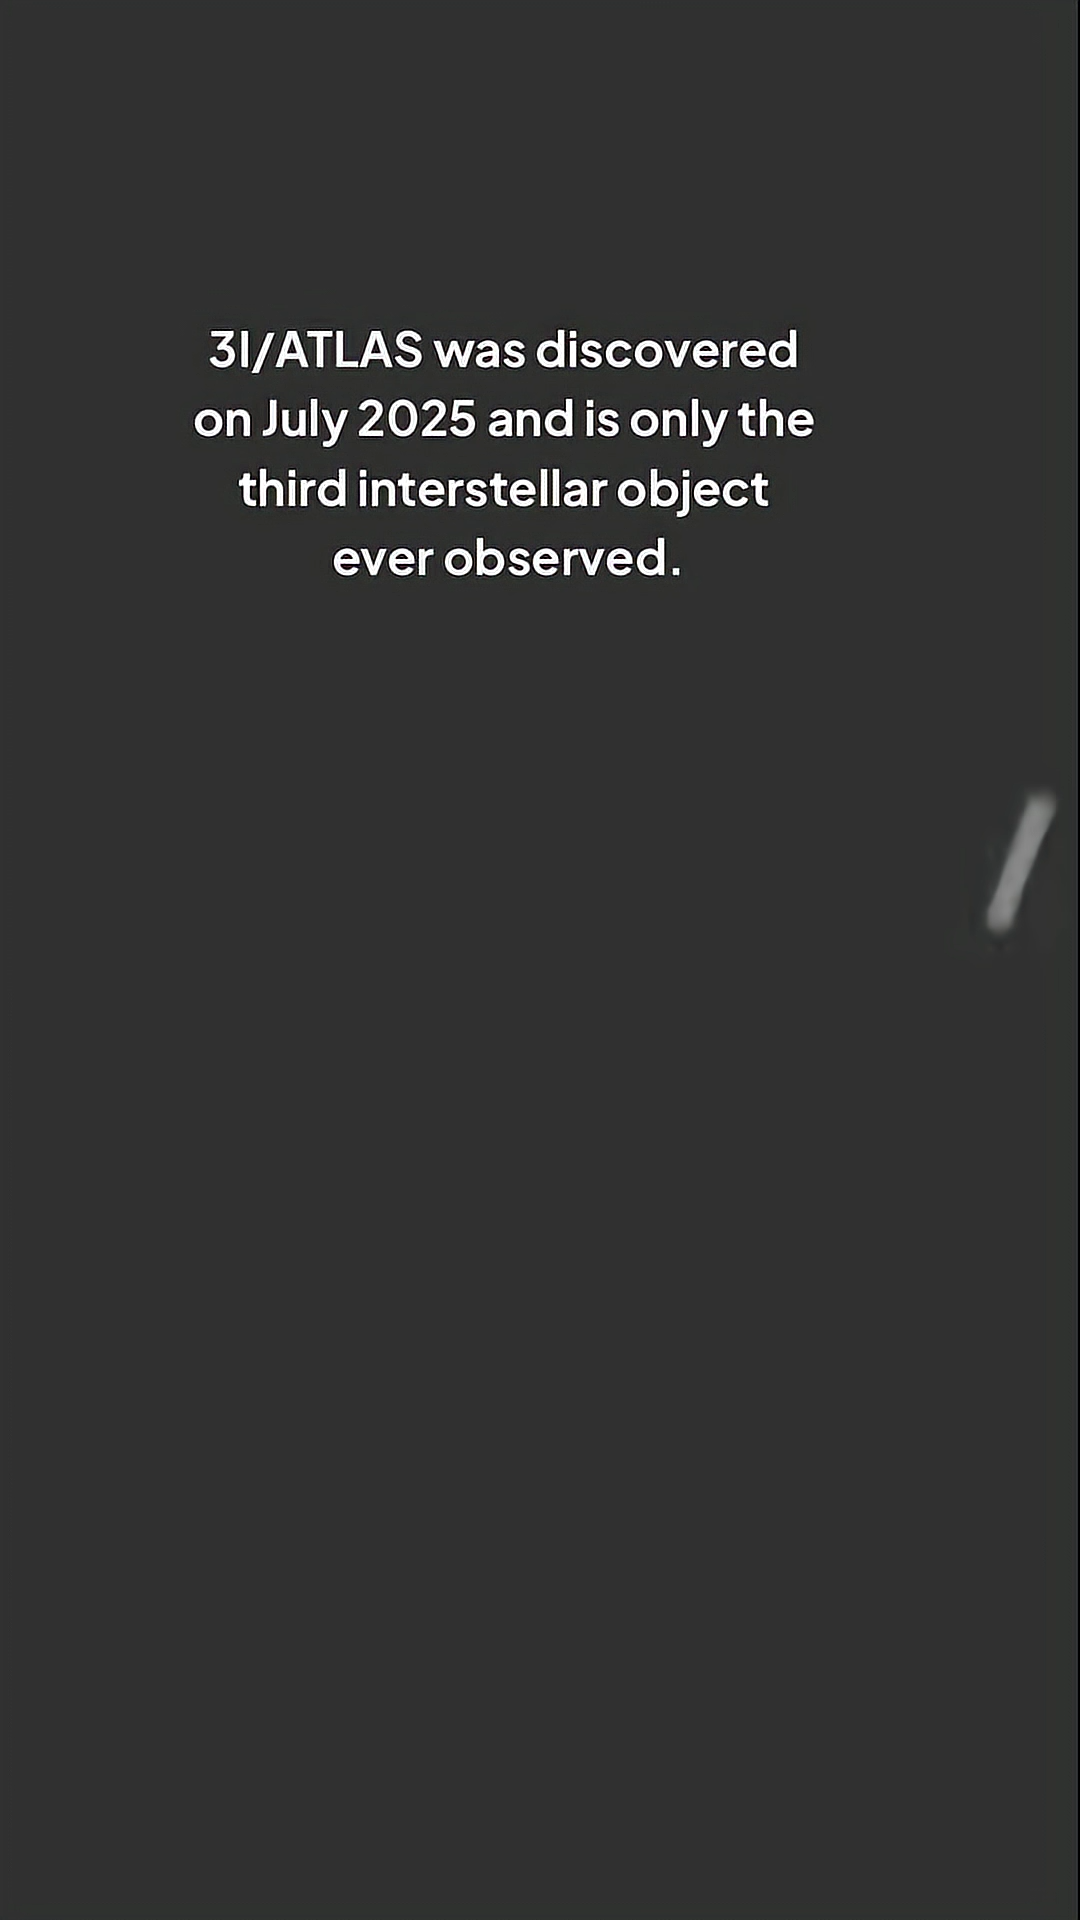 3I/ATLAS was discovered
on July 2025 and is only the
third interstellar object
ever observed.